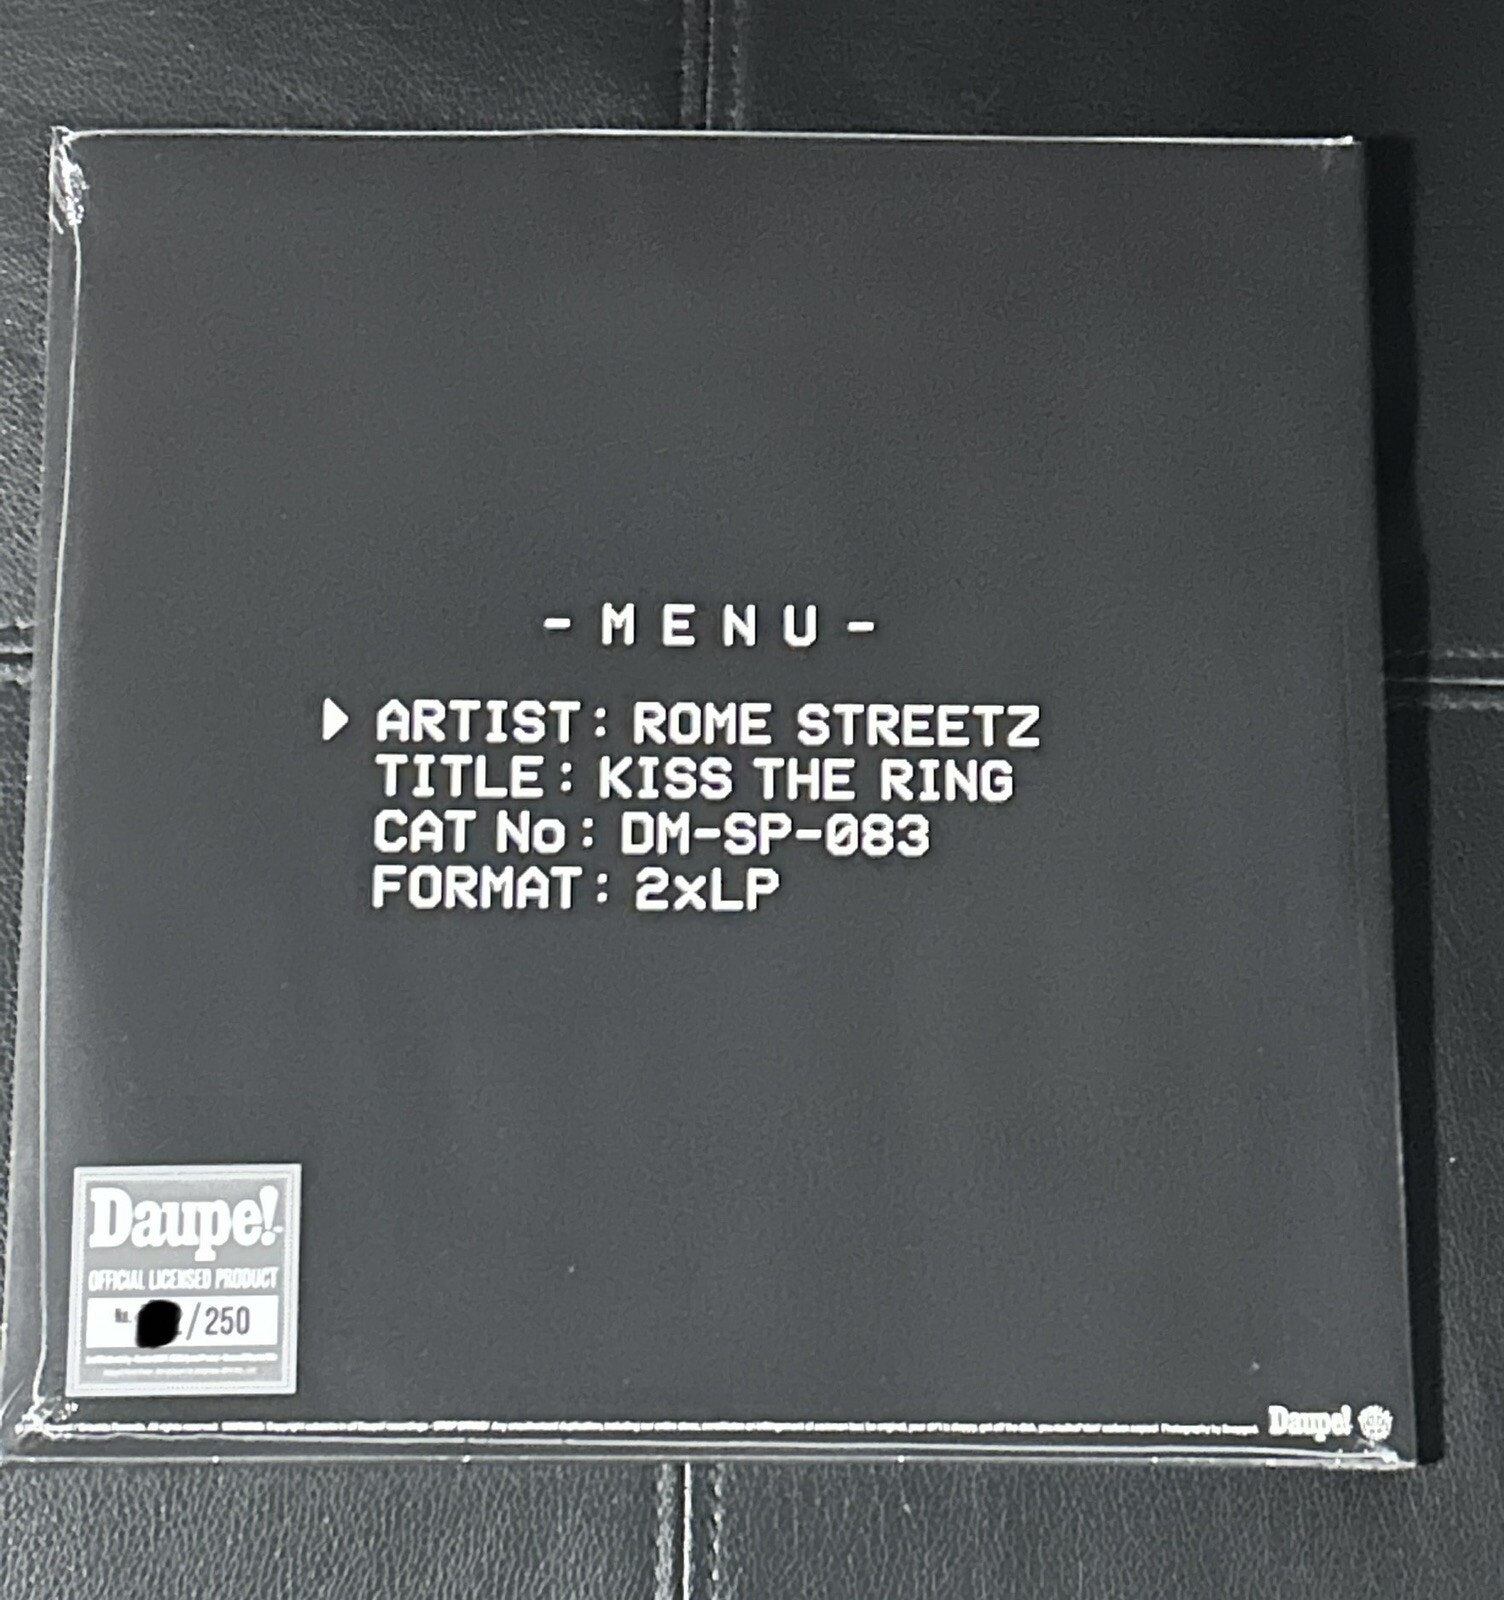 - M E N U -
▶ ARTIST: ROME STREETZ
TITLE: KISS THE RING
CAT No: DM-SP-083
FORMAT: 2xLP
Daupe!
OFFICIAL LICENSED PRODUCT
No. /250
Daupe!